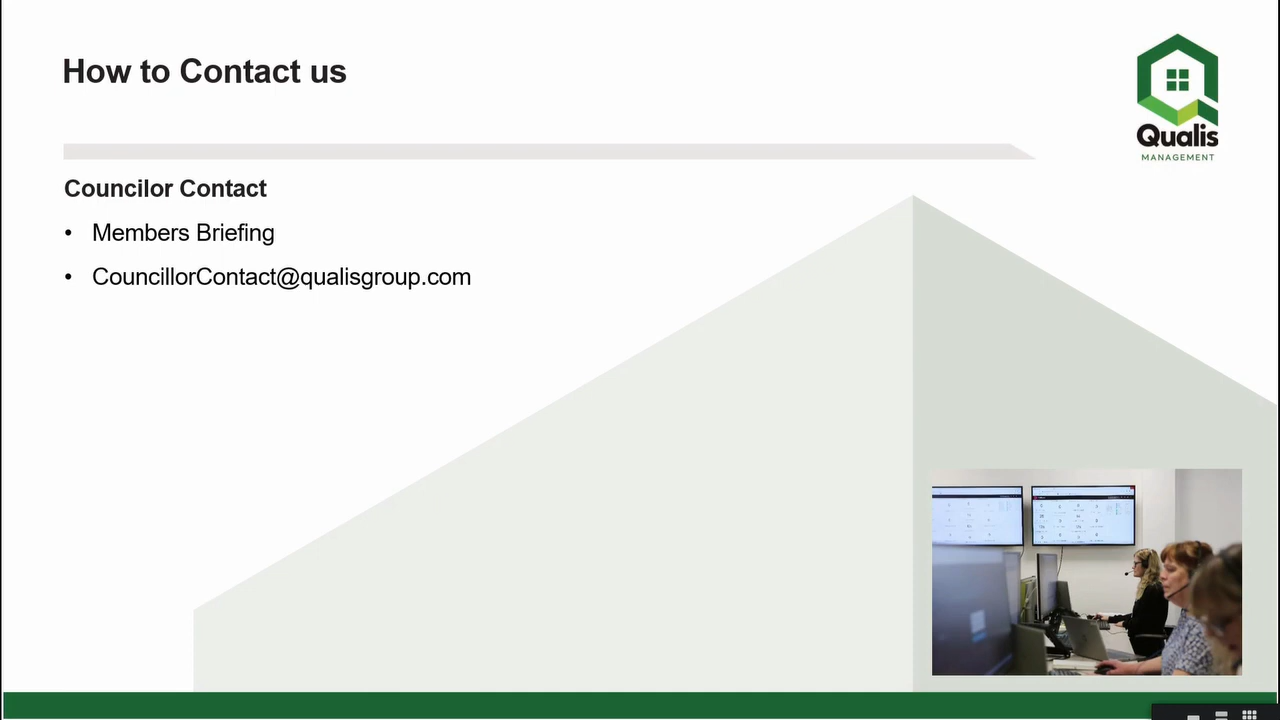 How to Contact us
Qualis
MANAGEMENT
Councilor Contact
• Members Briefing
• CouncillorContact@qualisgroup.com